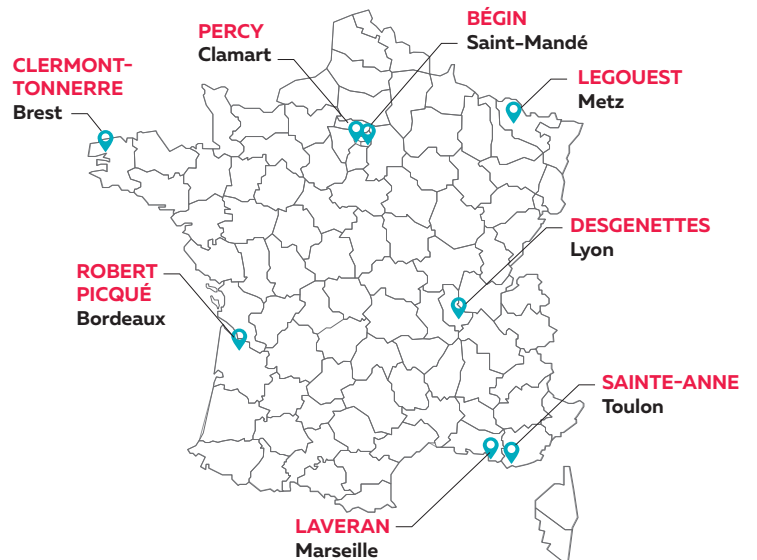 BÉGIN
Saint-Mandé
PERCY
Clamart
CLERMONT-
TONNERRE
Brest
LEGOUEST
Metz
DESGENETTES
Lyon
ROBERT
PICQUÉ
Bordeaux
SAINTE-ANNE
Toulon
LAVERAN
Marseille